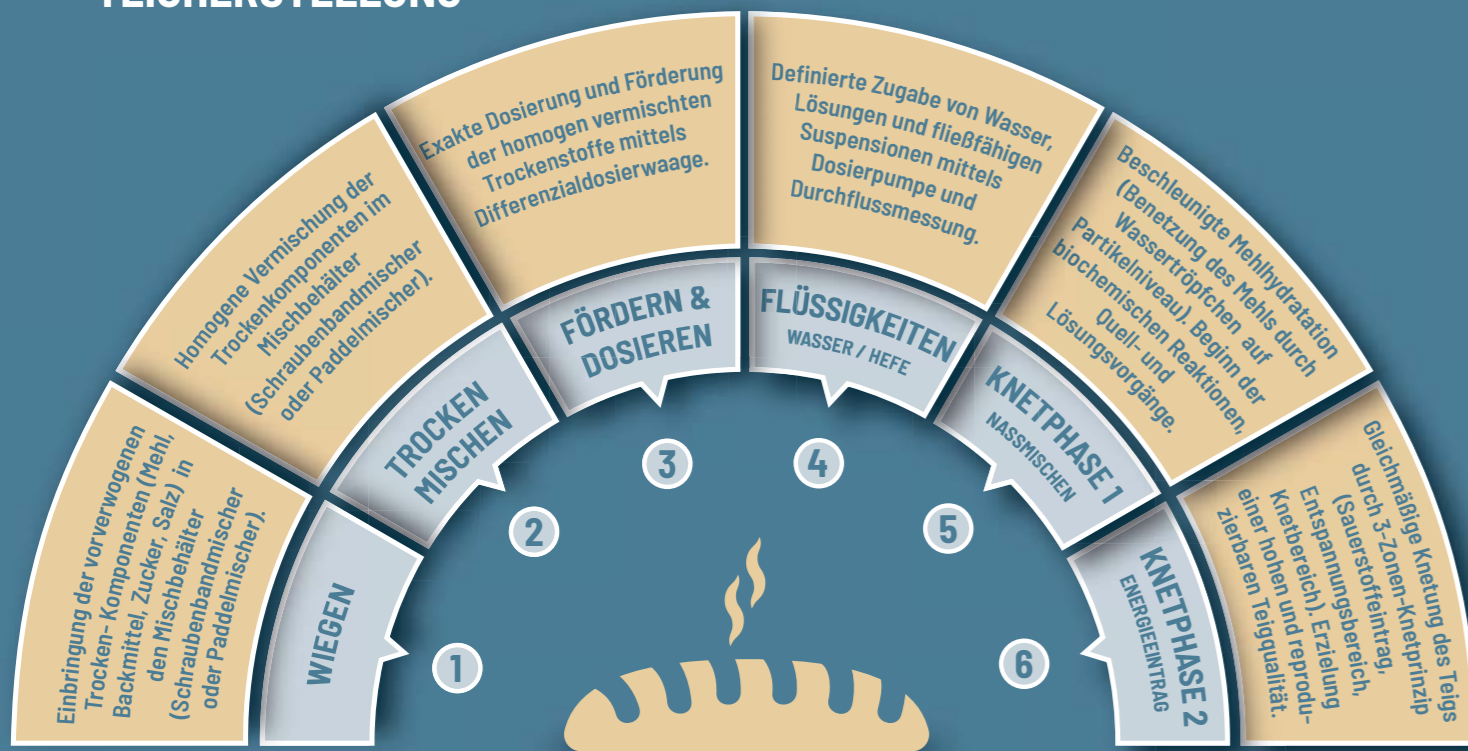 Einbringung der vorverwogenen
Trocken- Komponenten (Mehl,
Backmittel, Zucker, Salz) in
den Mischbehälter
(Schraubenbandmischer
oder Paddelmischer).
WIEGEN
1
Homogene Vermischung der
Trockenkomponenten im
Mischbehälter
(Schraubenbandmischer
oder Paddelmischer).
TROCKEN
MISCHEN
2
Exakte Dosierung und Förderung
der homogen vermischten
Trockenstoffe mittels
Differenzialdosierwaage.
FÖRDERN &
DOSIEREN
3
Definierte Zugabe von Wasser,
Lösungen und fließfähigen
Suspensionen mittels
Dosierpumpe und
Durchflussmessung.
FLÜSSIGKEITEN
WASSER / HEFE
4
Beschleunigte Mehlhydratation
(Benetzung des Mehls durch
Wassertröpfchen auf
Partikelniveau). Beginn der
biochemischen Reaktionen,
Quell- und
Lösungsvorgänge.
KNETPHASE 1
NASSMISCHEN
5
Gleichmäßige Knetung des Teigs
durch 3-Zonen-Knetprinzip
(Sauerstoffeintrag,
Entspannungsbereich,
Knetbereich). Erzielung
einer hohen und reprodu-
zierbaren Teigqualität.
KNETPHASE 2
ENERGIEEINTRAG
6